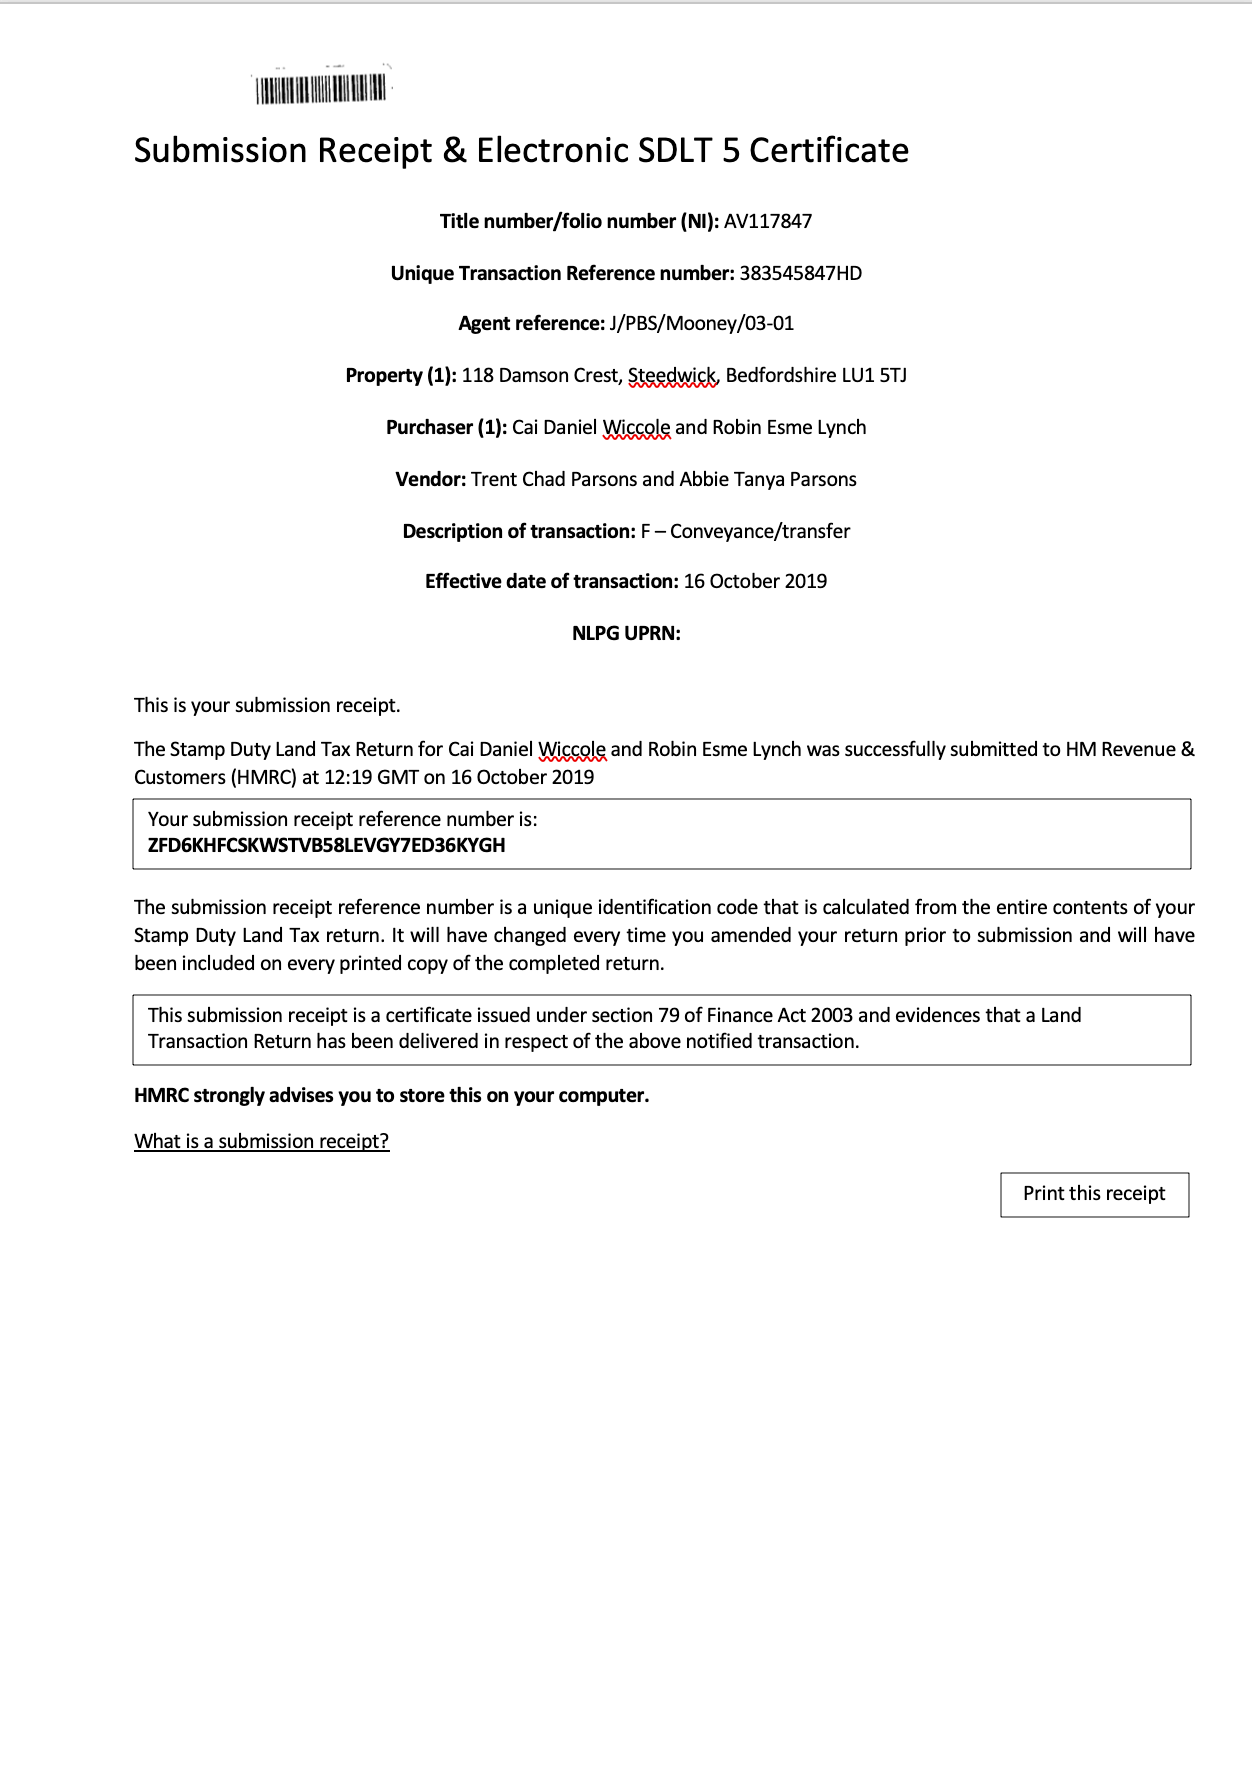 Submission Receipt & Electronic SDLT 5 Certificate
Title number/folio number (NI): AV117847
Unique Transaction Reference number: 383545847HD
Agent reference: J/PBS/Mooney/03-01
Property (1): 118 Damson Crest, Steedwick, Bedfordshire LU1 5TJ
Purchaser (1): Cai Daniel Wiccole and Robin Esme Lynch
Vendor: Trent Chad Parsons and Abbie Tanya Parsons
Description of transaction: F – Conveyance/transfer
Effective date of transaction: 16 October 2019
NLPG UPRN:
This is your submission receipt.
The Stamp Duty Land Tax Return for Cai Daniel Wiccole and Robin Esme Lynch was successfully submitted to HM Revenue &
Customers (HMRC) at 12:19 GMT on 16 October 2019
Your submission receipt reference number is:
ZFD6KHFCSKWSTVB58LEVGY7ED36KYGH
The submission receipt reference number is a unique identification code that is calculated from the entire contents of your
Stamp Duty Land Tax return. It will have changed every time you amended your return prior to submission and will have
been included on every printed copy of the completed return.
This submission receipt is a certificate issued under section 79 of Finance Act 2003 and evidences that a Land
Transaction Return has been delivered in respect of the above notified transaction.
HMRC strongly advises you to store this on your computer.
What is a submission receipt?
Print this receipt